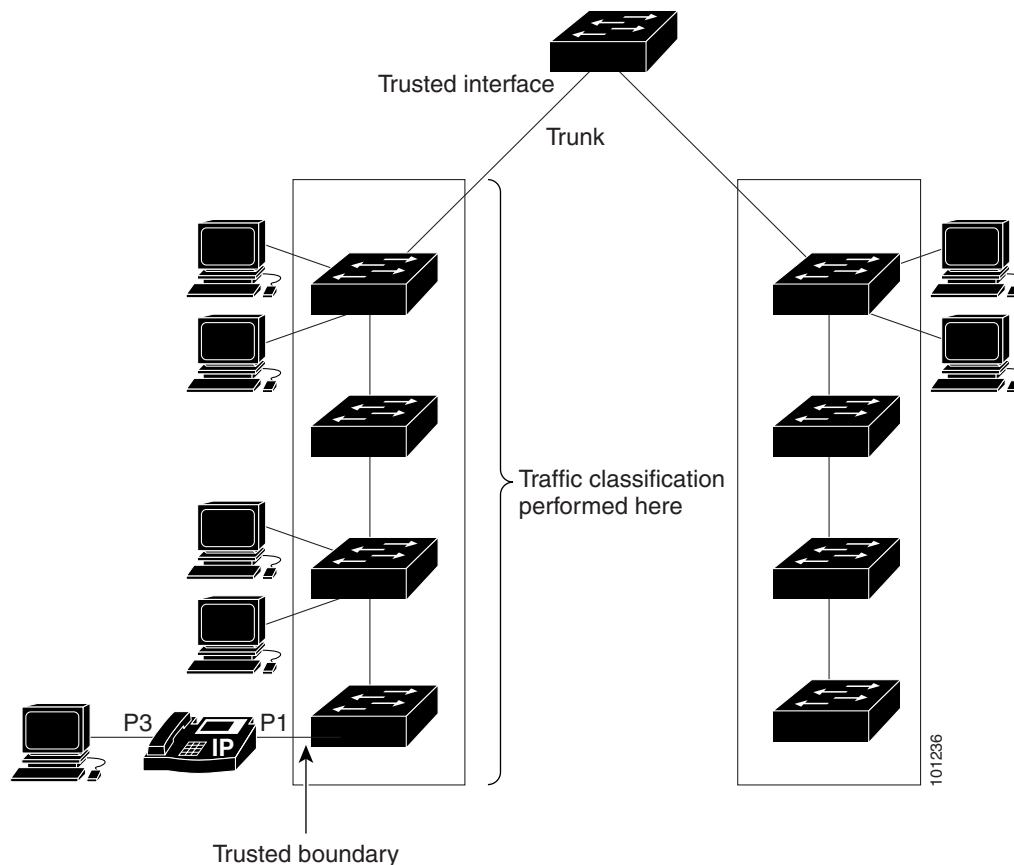 Trusted interface
Trunk
Traffic classification
performed here
P3
IP
P1
101236
Trusted boundary